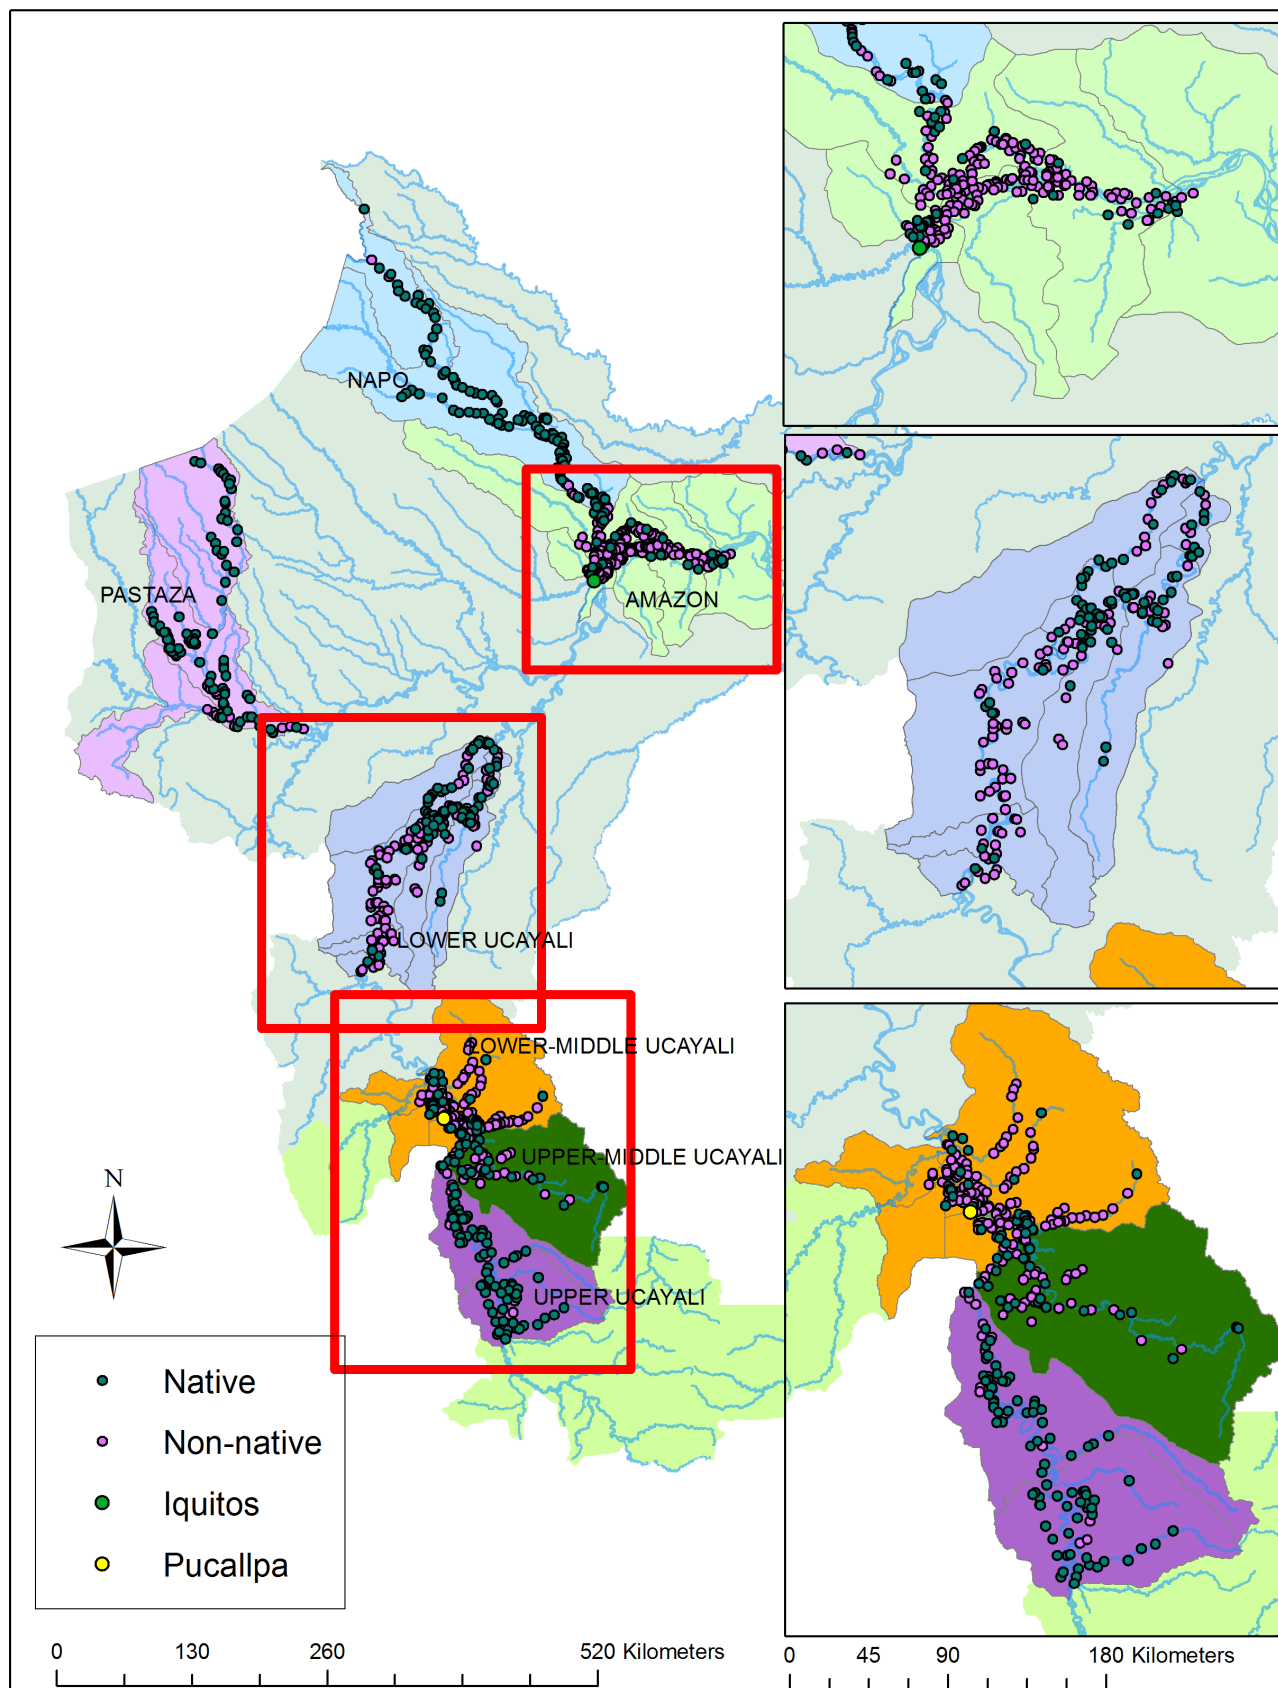 NAPO
PASTAZA
AMAZON
LOWER UCAYALI
LOWER-MIDDLE UCAYALI
UPPER-MIDDLE UCAYALI
UPPER UCAYALI
N
Native
Non-native
Iquitos
Pucallpa
0 130 260 520 Kilometers
0 45 90 180 Kilometers